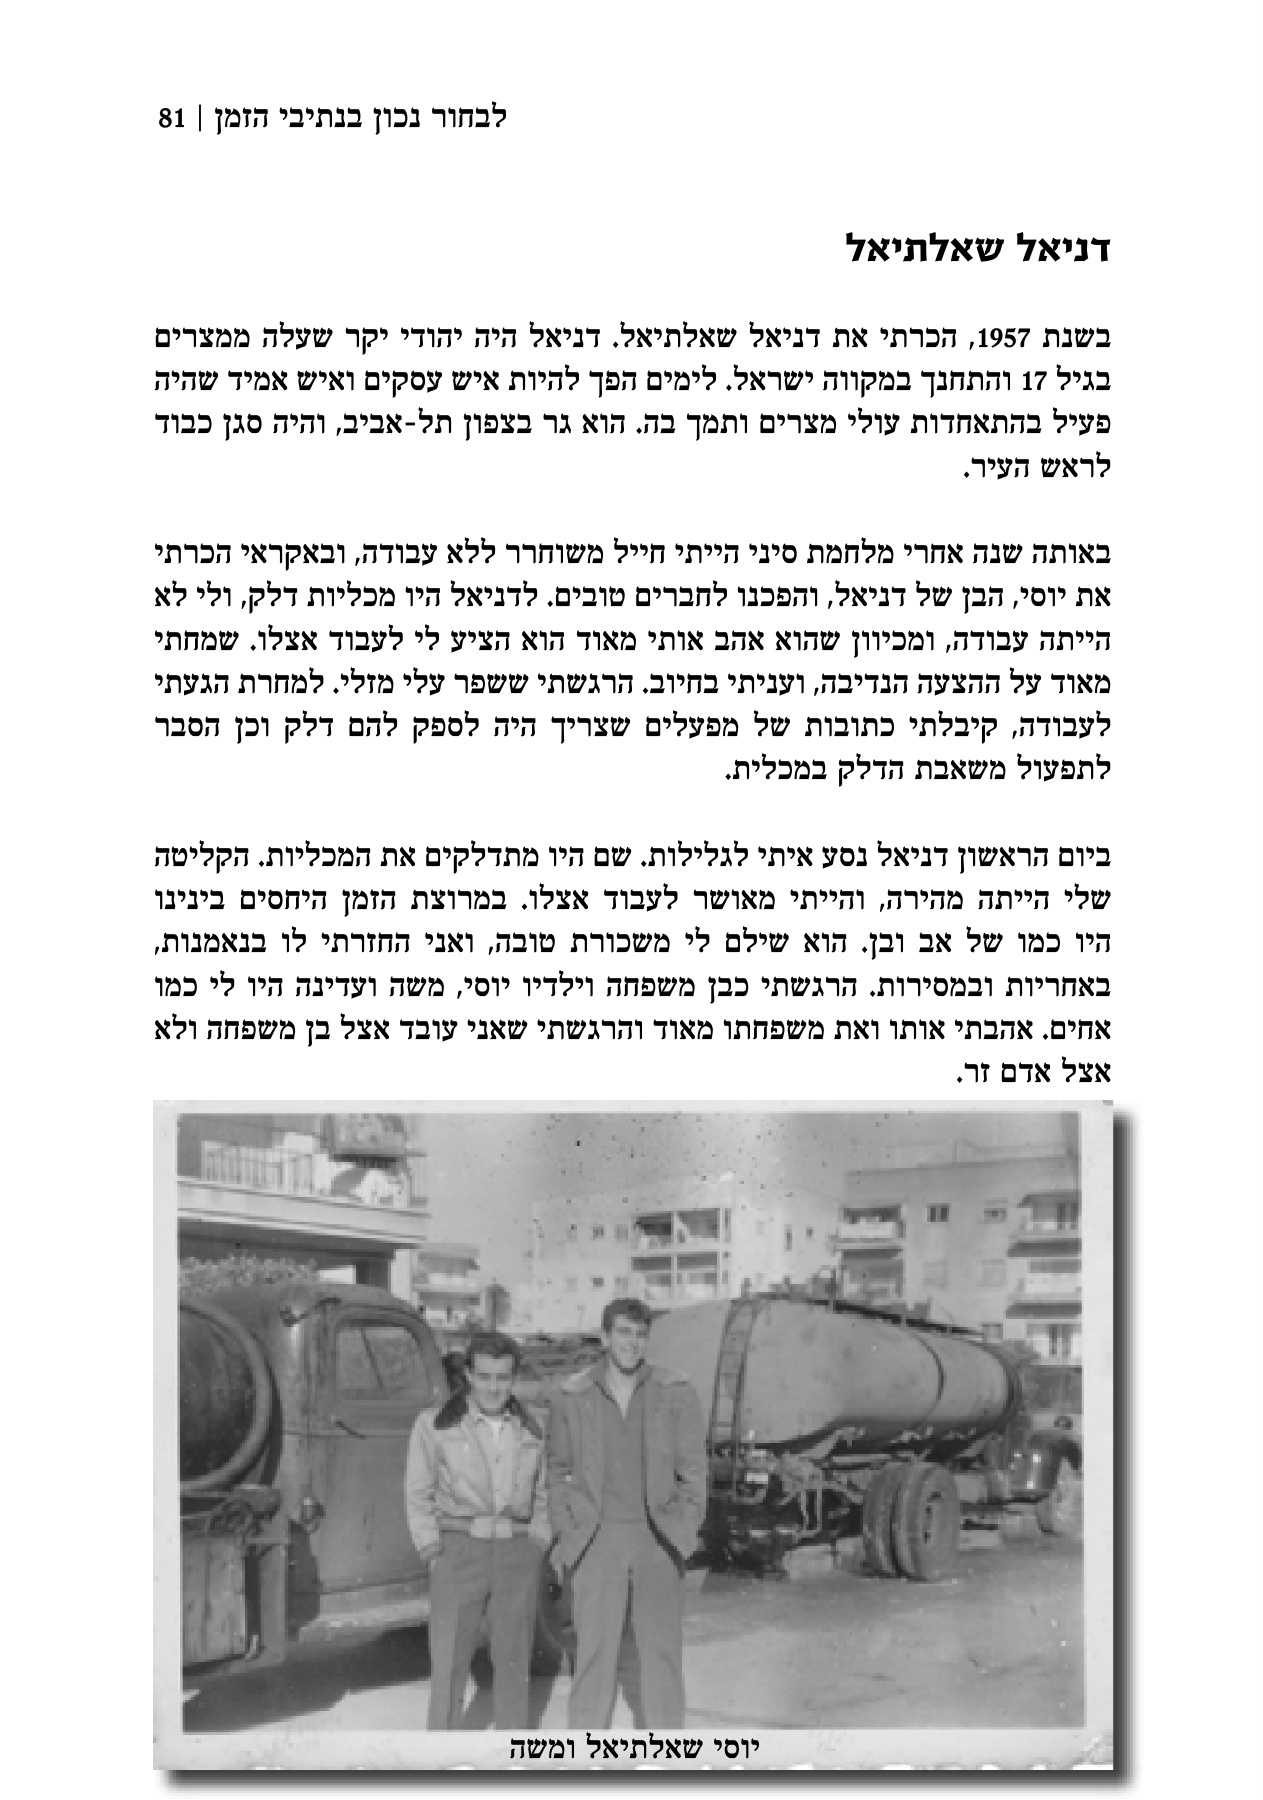 לבחור נכון בנתיבי הזמן | 81
דניאל שאלתיאל
בשנת 1957, הכרתי את דניאל שאלתיאל. דניאל היה יהודי יקר שעלה ממצרים
בגיל 17 והתחנך במקווה ישראל. לימים הפך להיות איש עסקים ואיש אמיד שהיה
פעיל בהתאחדות עולי מצרים ותמך בה. הוא גר בצפון תל-אביב, והיה סגן כבוד
לראש העיר.
באותה שנה אחרי מלחמת סיני הייתי חייל משוחרר ללא עבודה, ובאקראי הכרתי
את יוסי, הבן של דניאל, והפכנו לחברים טובים. לדניאל היו מכליות דלק, ולי לא
הייתה עבודה, ומכיוון שהוא אהב אותי מאוד הוא הציע לי לעבוד אצלו. שמחתי
מאוד על ההצעה הנדיבה, ועניתי בחיוב. הרגשתי ששפר עלי מזלי. למחרת הגעתי
לעבודה, קיבלתי כתובות של מפעלים שצריך היה לספק להם דלק וכן הסבר
לתפעול משאבת הדלק במכלית.
ביום הראשון דניאל נסע איתי לגלילות. שם היו מתדלקים את המכליות. הקליטה
שלי הייתה מהירה, והייתי מאושר לעבוד אצלו. במרוצת הזמן היחסים בינינו
היו כמו של אב ובן. הוא שילם לי משכורת טובה, ואני החזרתי לו בנאמנות,
באחריות ובמסירות. הרגשתי כבן משפחה וילדיו יוסי, משה ועדינה היו לי כמו
אחים. אהבתי אותו ואת משפחתו מאוד והרגשתי שאני עובד אצל בן משפחה ולא
אצל אדם זר.
יוסי שאלתיאל ומשה